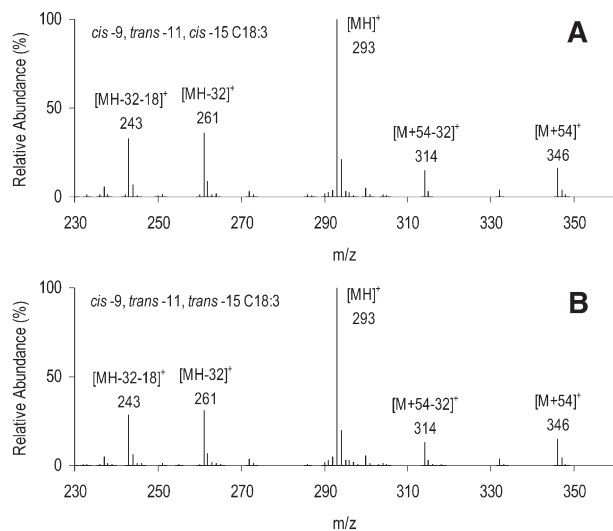 100
cis -9, trans -11, cis -15 C18:3
[MH]+
293
A
Relative Abundance (%)
[MH-32-18]+
243
[MH-32]+
261
50
[M+54-32]+
314
[M+54]+
346
0
230 250 270 290 310 330 350
m/z
100
cis -9, trans -11, trans -15 C18:3
[MH]+
293
B
Relative Abundance (%)
[MH-32-18]+
243
[MH-32]+
261
50
[M+54-32]+
314
[M+54]+
346
0
230 250 270 290 310 330 350
m/z